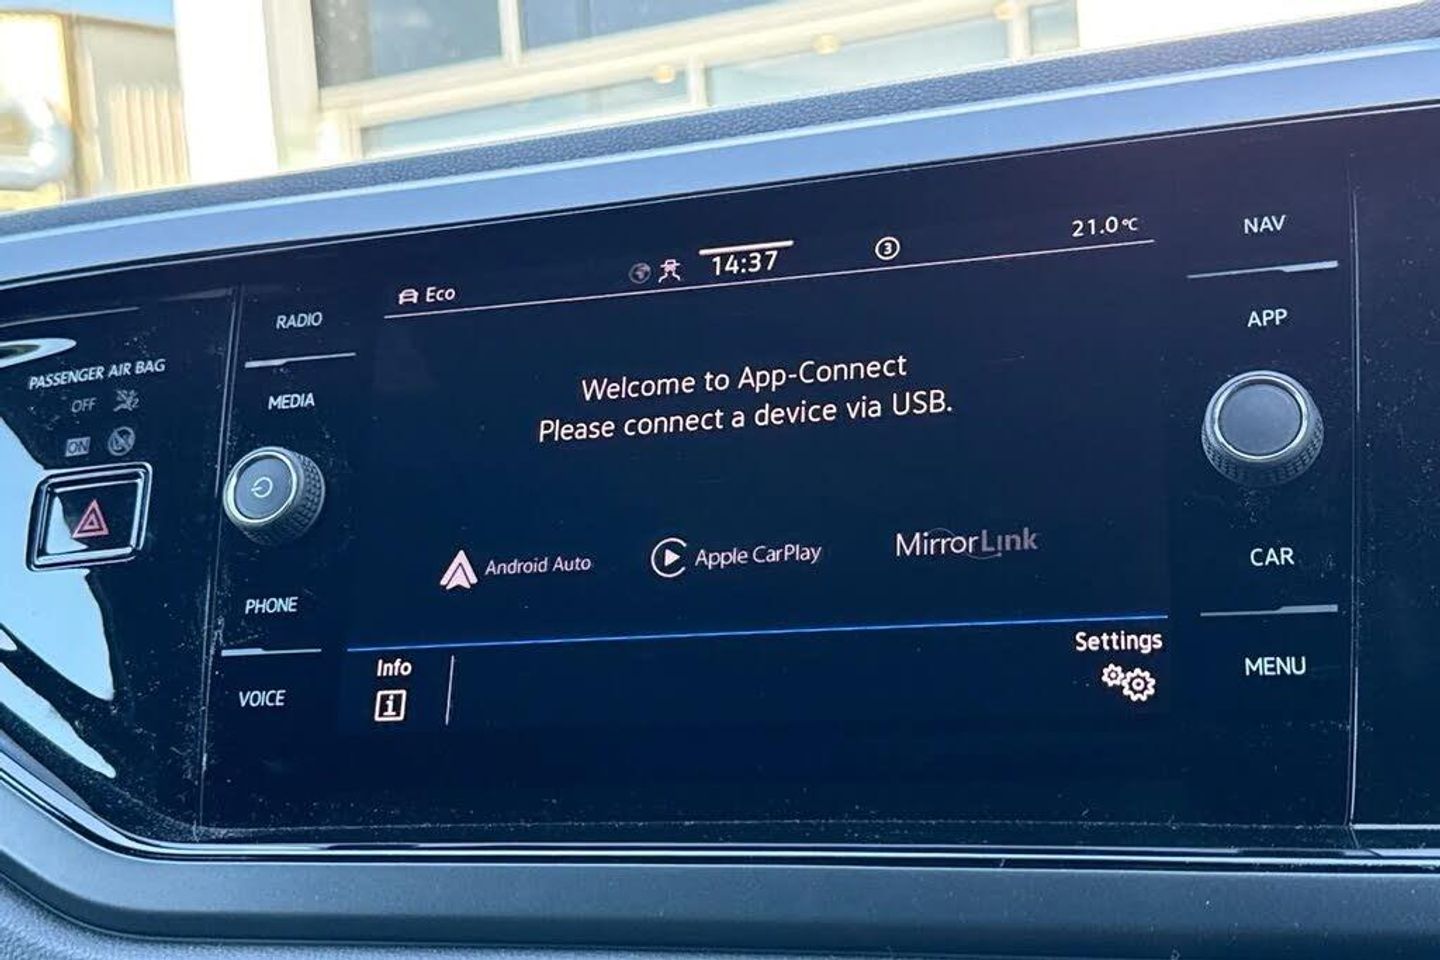 Eco
14:37
3
21.0°C
NAV
RADIO
APP
PASSENGER AIR BAG
OFF
ON
MEDIA
Welcome to App-Connect
Please connect a device via USB.
Android Auto
Apple CarPlay
MirrorLink
PHONE
CAR
VOICE
Info
i
Settings
MENU